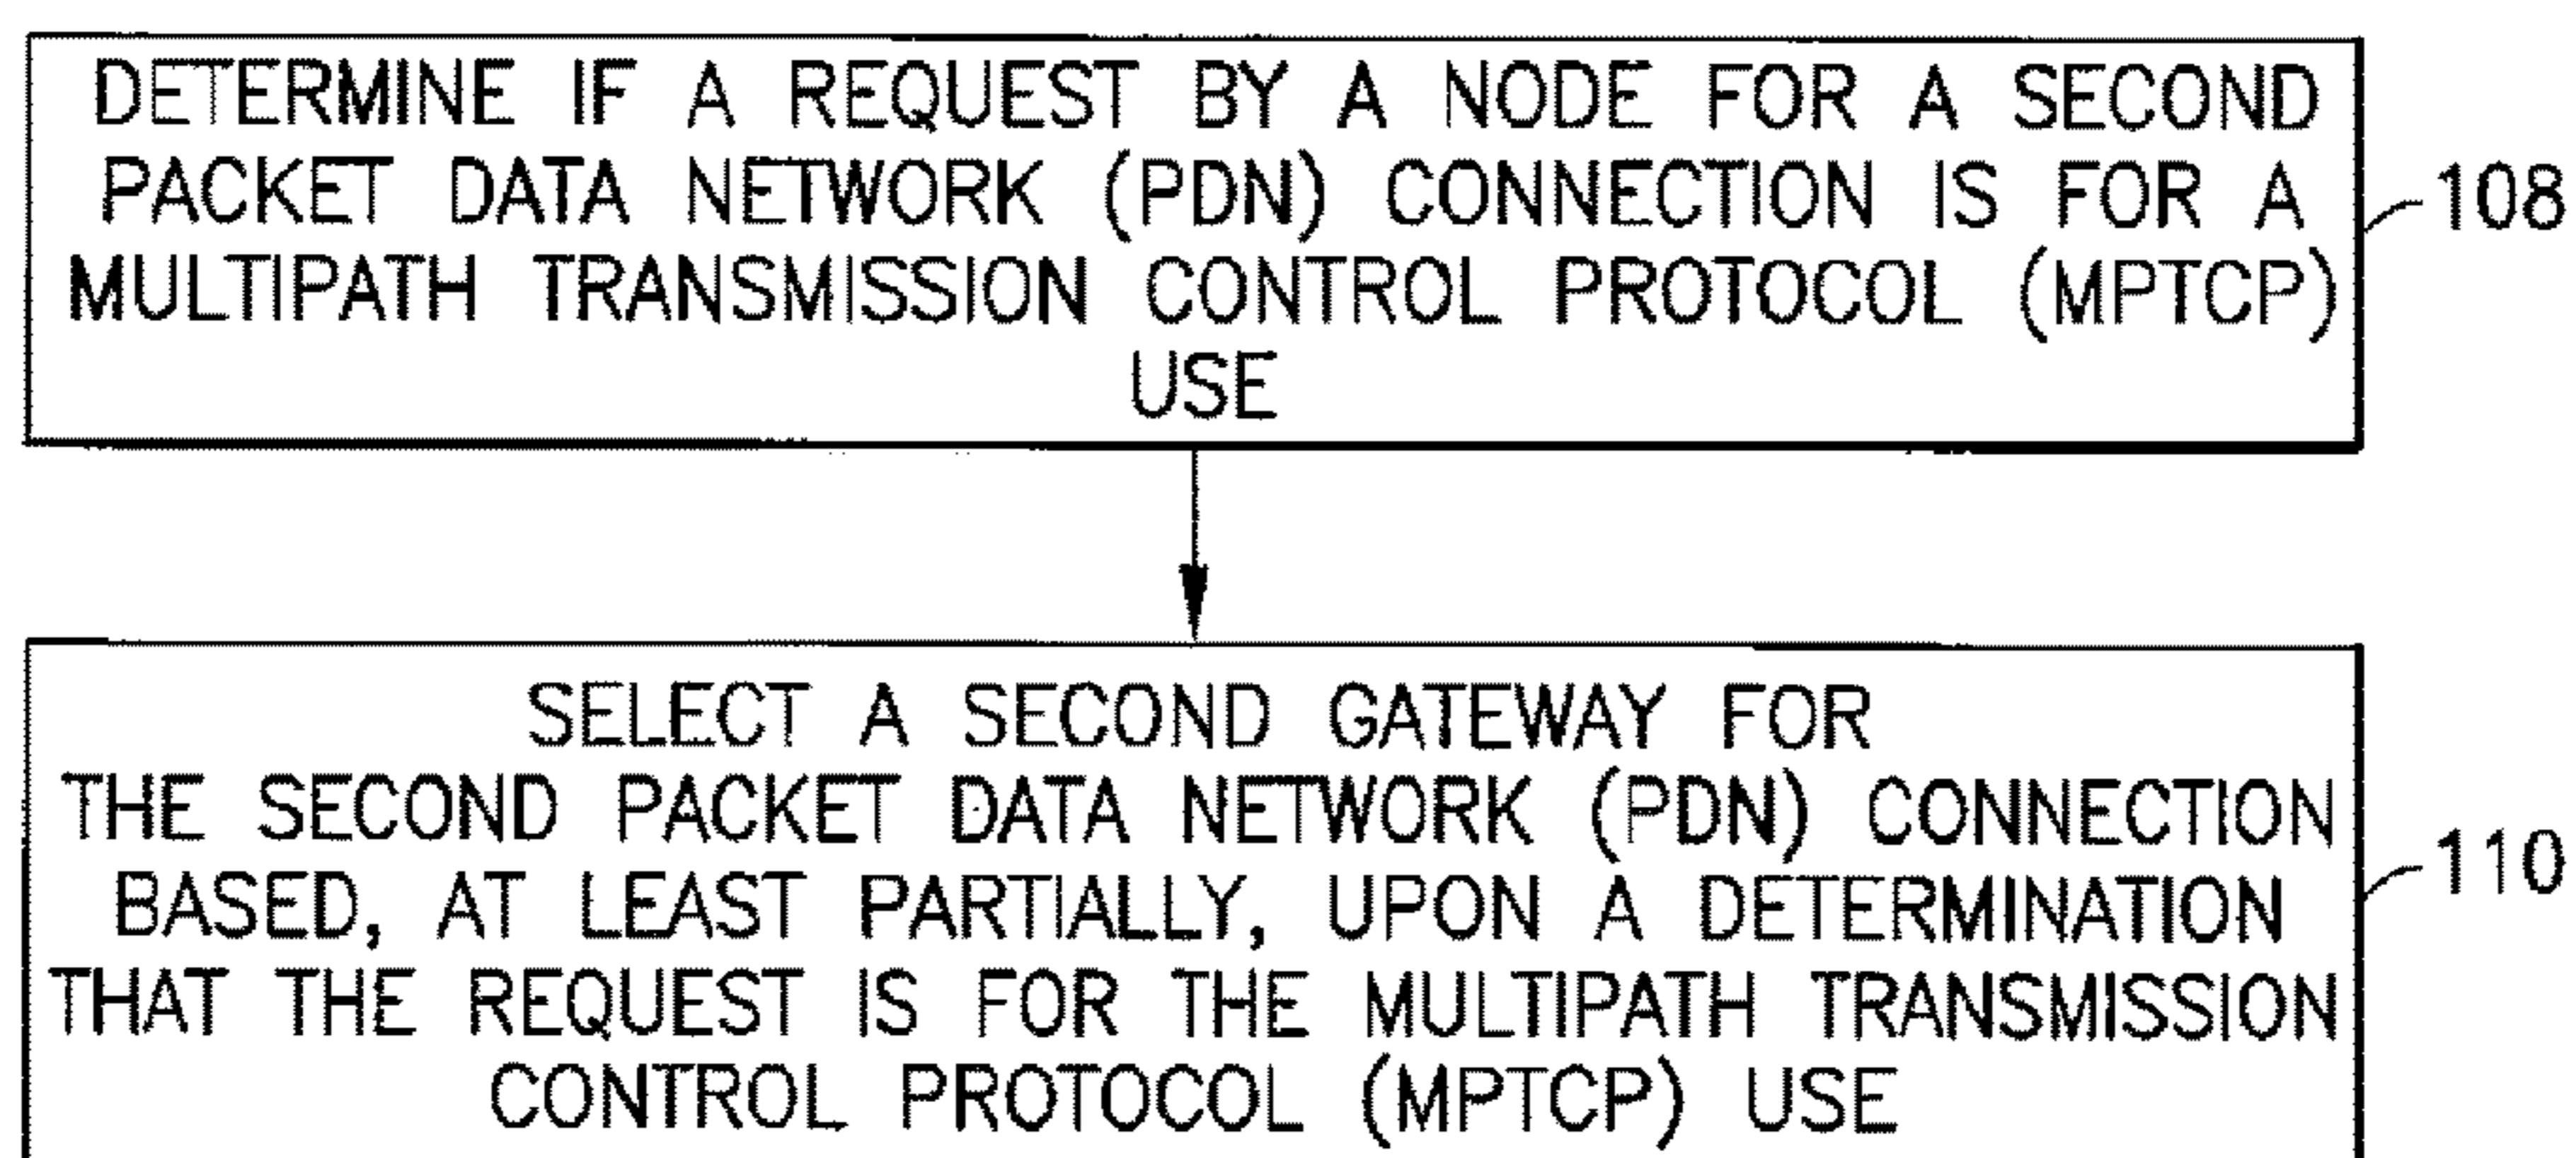 DETERMINE IF A REQUEST BY A NODE FOR A SECOND
PACKET DATA NETWORK (PDN) CONNECTION IS FOR A
MULTIPATH TRANSMISSION CONTROL PROTOCOL (MPTCP)
USE
108
SELECT A SECOND GATEWAY FOR
THE SECOND PACKET DATA NETWORK (PDN) CONNECTION
BASED, AT LEAST PARTIALLY, UPON A DETERMINATION
THAT THE REQUEST IS FOR THE MULTIPATH TRANSMISSION
CONTROL PROTOCOL (MPTCP) USE
110